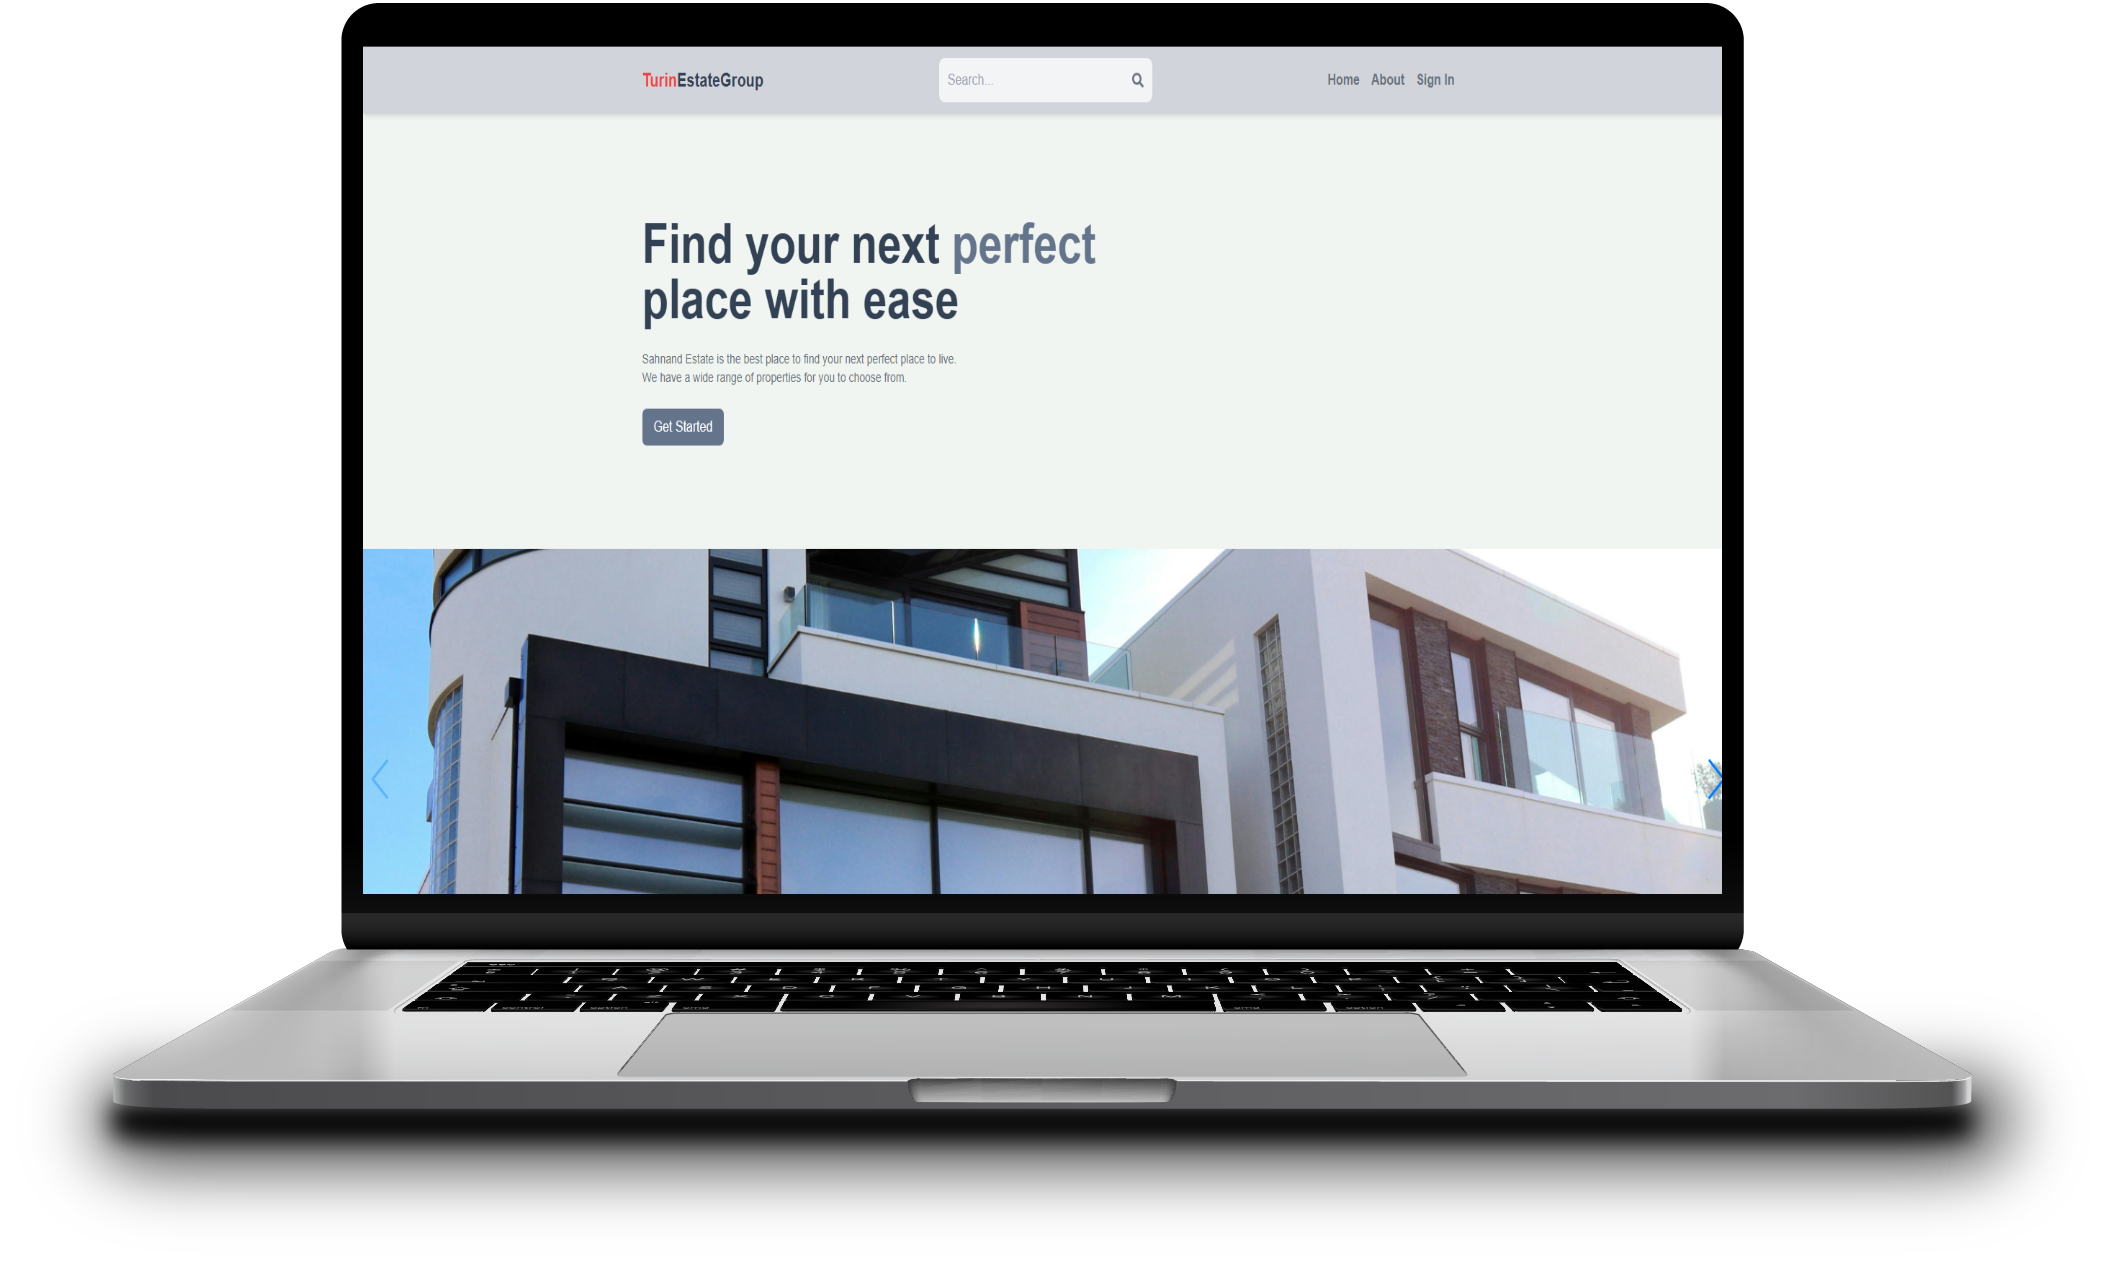 TurinEstateGroup
Search...
Home About Sign In
Find your next perfect
place with ease
Sahnand Estate is the best place to find your next perfect place to live.
We have a wide range of properties for you to choose from.
Get Started